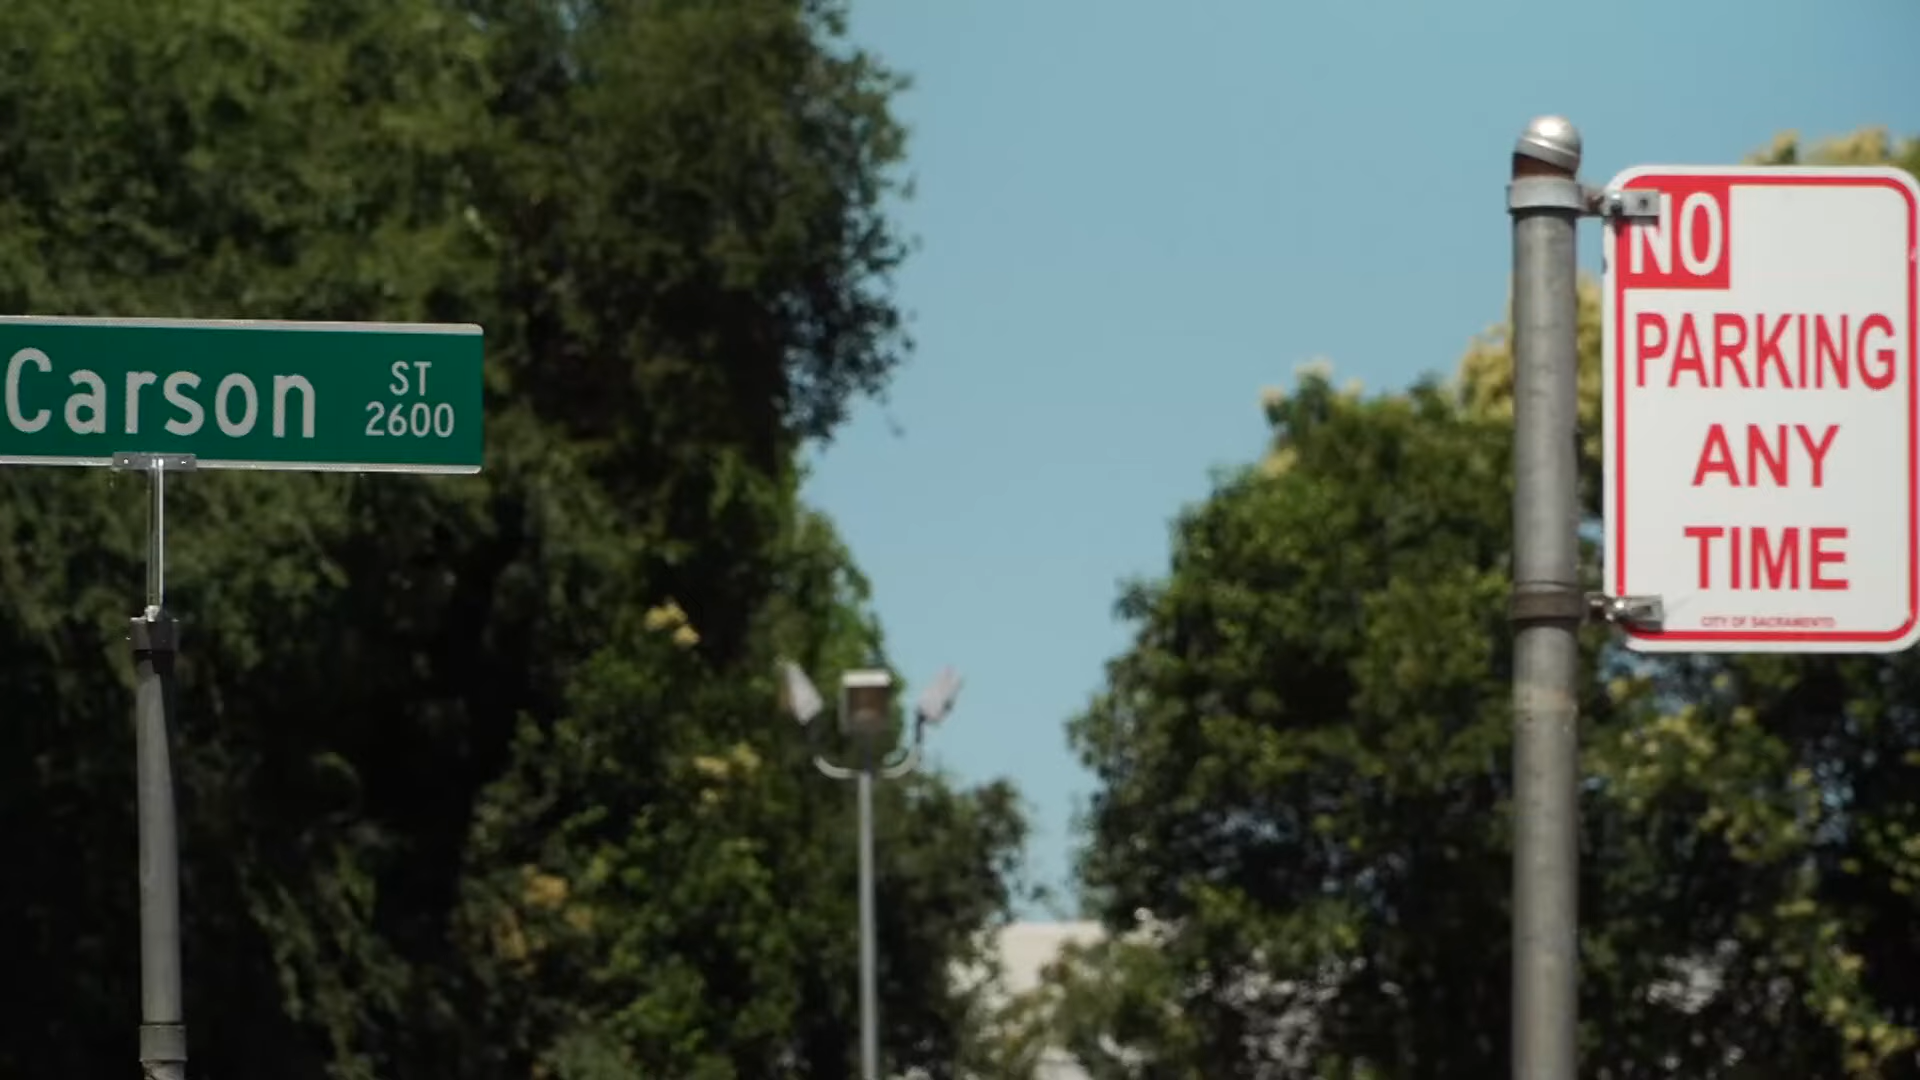 Carson ST
2600
NO
PARKING
ANY
TIME
CITY OF SACRAMENTO